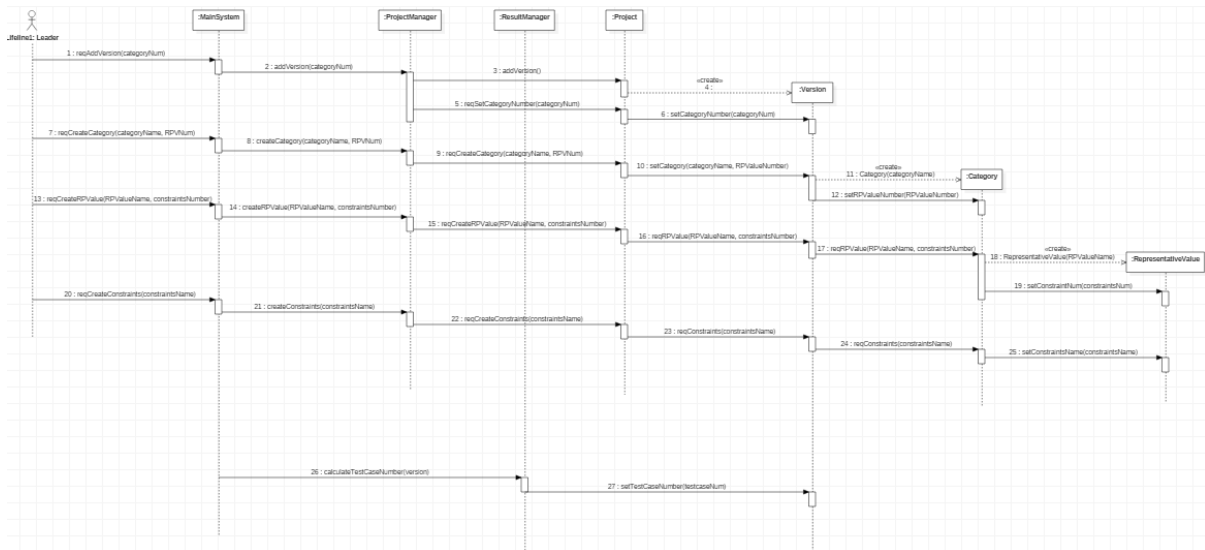 :MainSystem
:ProjectManager
:ResultManager
:Project
Lifeline1: Leader
1 : reqAddVersion(categoryNum)
2 : addVersion(categoryNum)
3 : addVersion()
«create»
4 :
:Version
5 : reqSetCategoryNumber(categoryNum)
6 : setCategoryNumber(categoryNum)
7 : reqCreateCategory(categoryName, RPVNum)
8 : createCategory(categoryName, RPVNum)
9 : reqCreateCategory(categoryName, RPVNum)
10 : setCategory(categoryName, RPValueNumber)
«create»
11 : Category(categoryName)
:Category
12 : setRPValueNumber(RPValueNumber)
13 : reqCreateRPValue(RPValueName, constraintsNumber)
14 : createRPValue(RPValueName, constraintsNumber)
15 : reqCreateRPValue(RPValueName, constraintsNumber)
16 : reqRPValue(RPValueName, constraintsNumber)
17 : reqRPValue(RPValueName, constraintsNumber)
«create»
18 : RepresentativeValue(RPValueName)
:RepresentativeValue
19 : setConstraintNum(constraintsNum)
20 : reqCreateConstraints(constraintsName)
21 : createConstraints(constraintsName)
22 : reqCreateConstraints(constraintsName)
23 : reqConstraints(constraintsName)
24 : reqConstraints(constraintsName)
25 : setConstraintsName(constraintsName)
26 : calculateTestCaseNumber(version)
27 : setTestCaseNumber(testcaseNum)